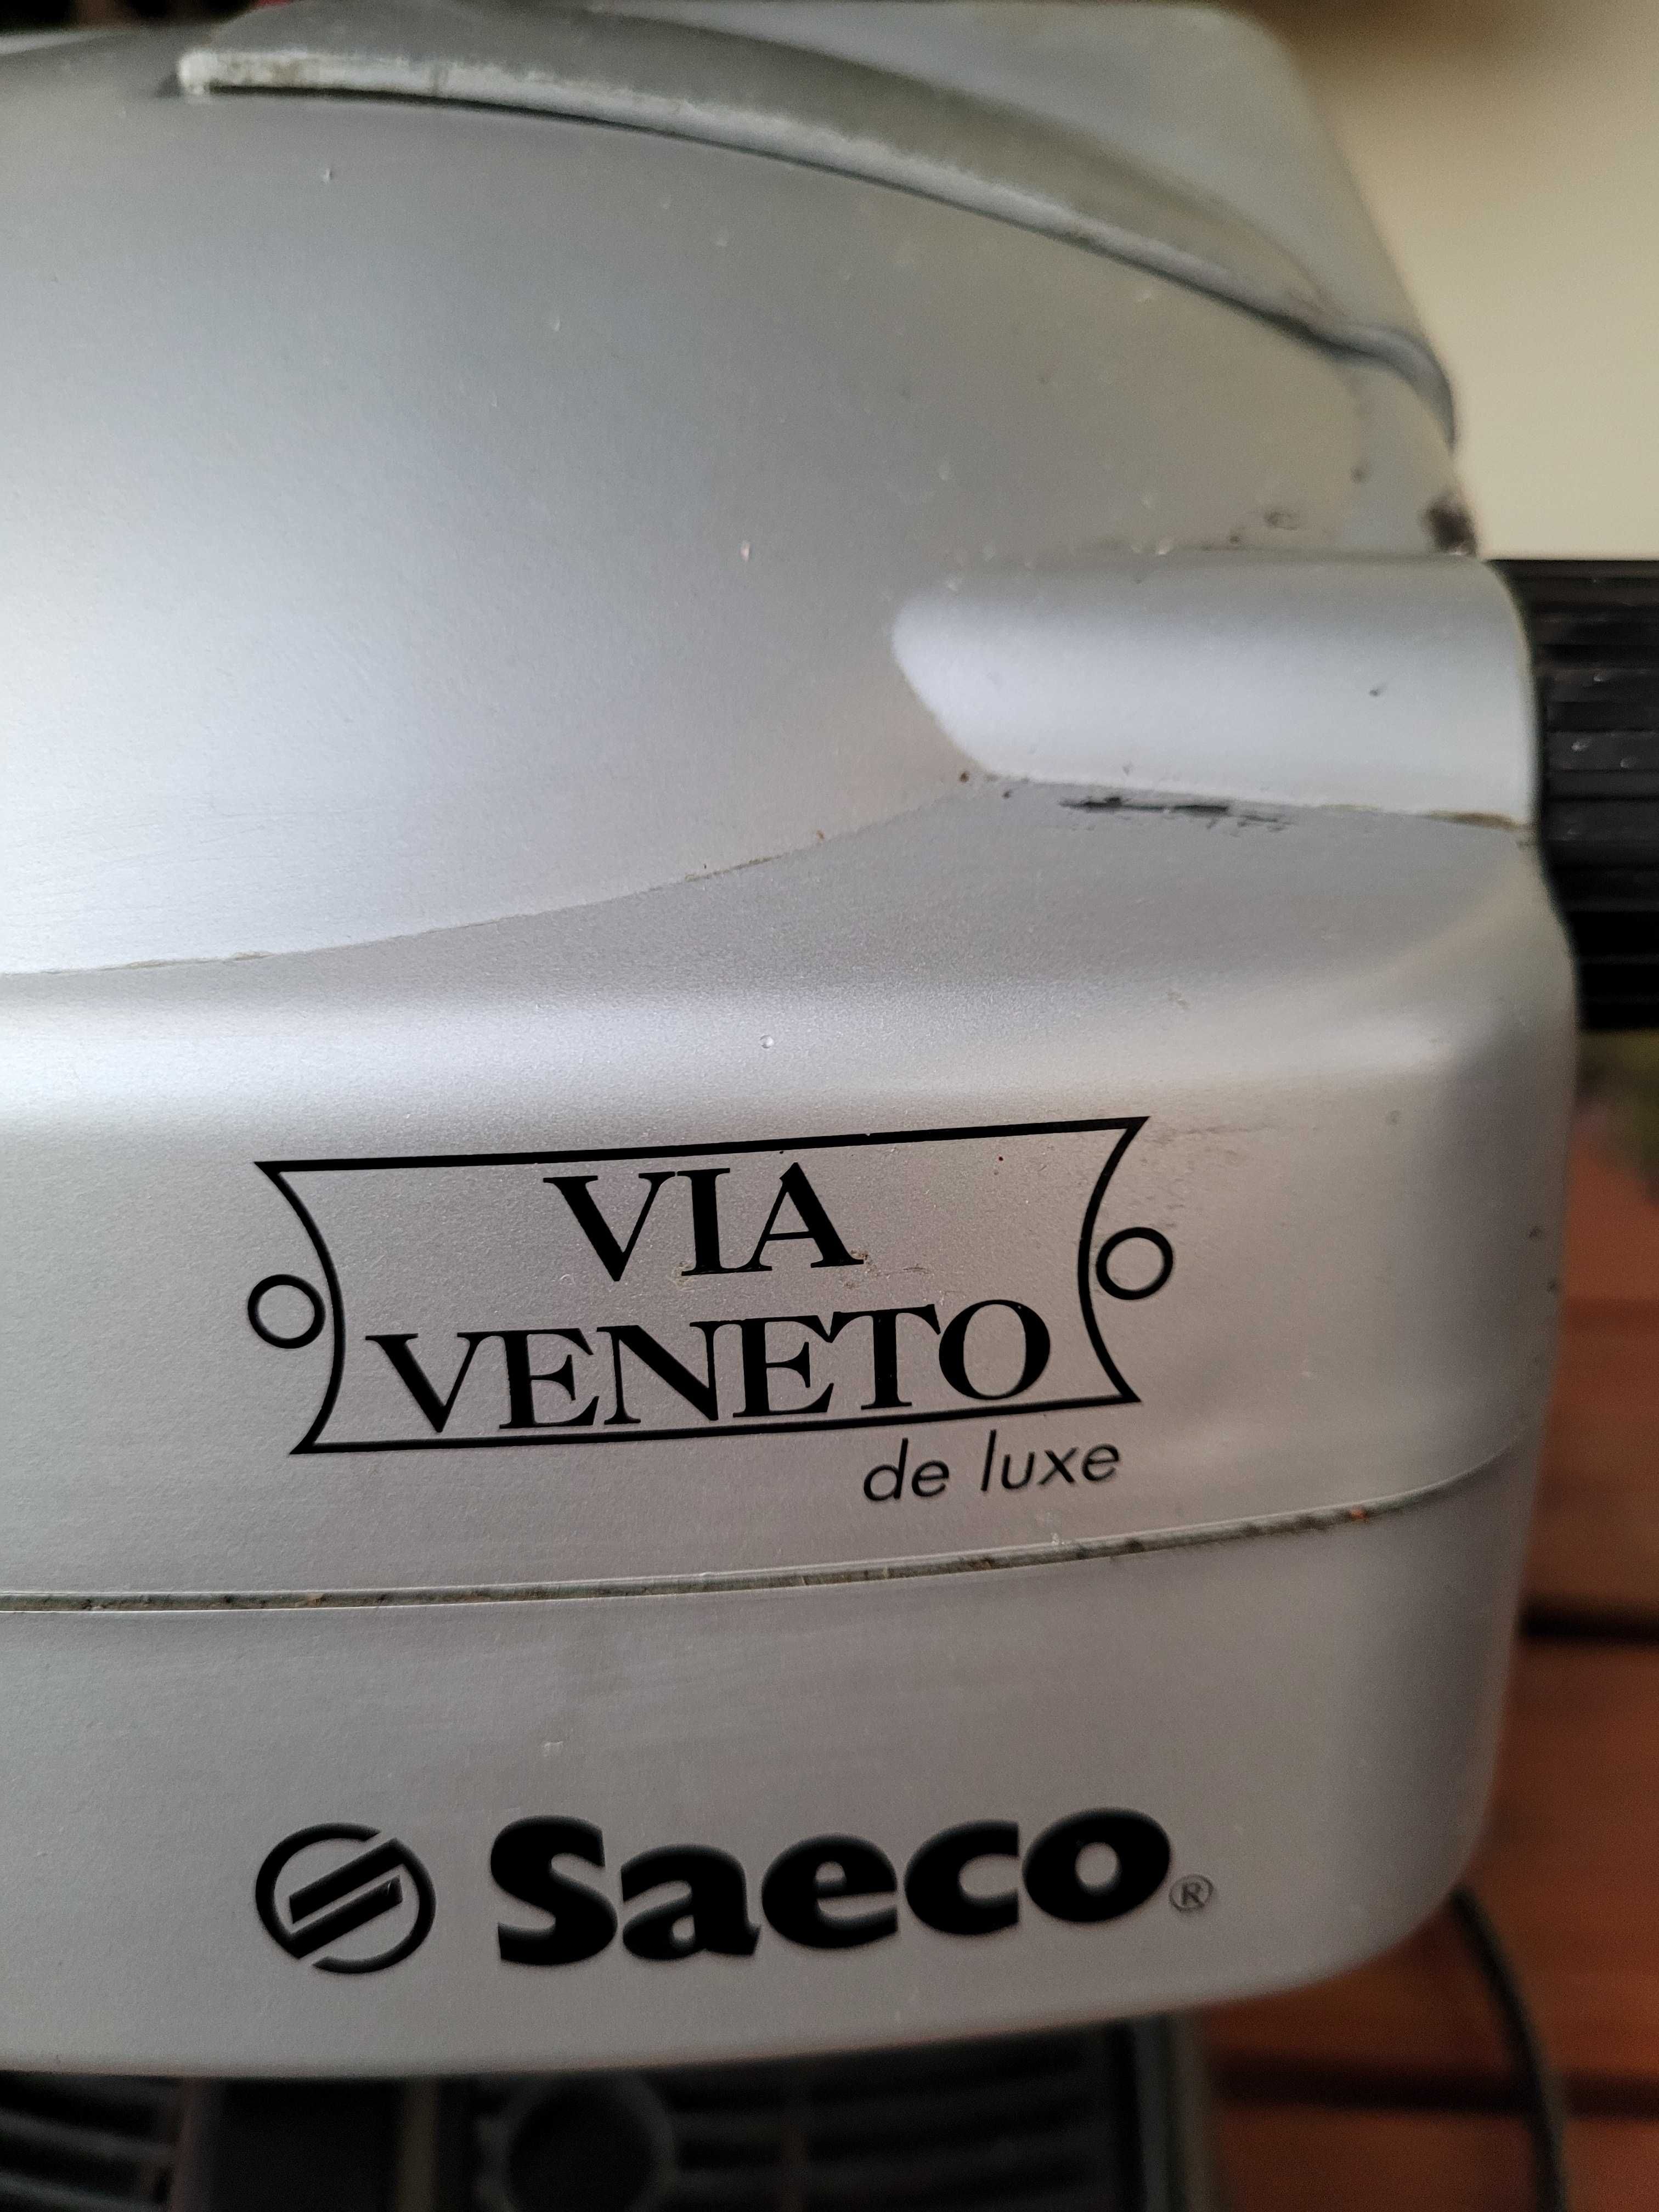 VIA
VENETO
de luxe
Saeco®